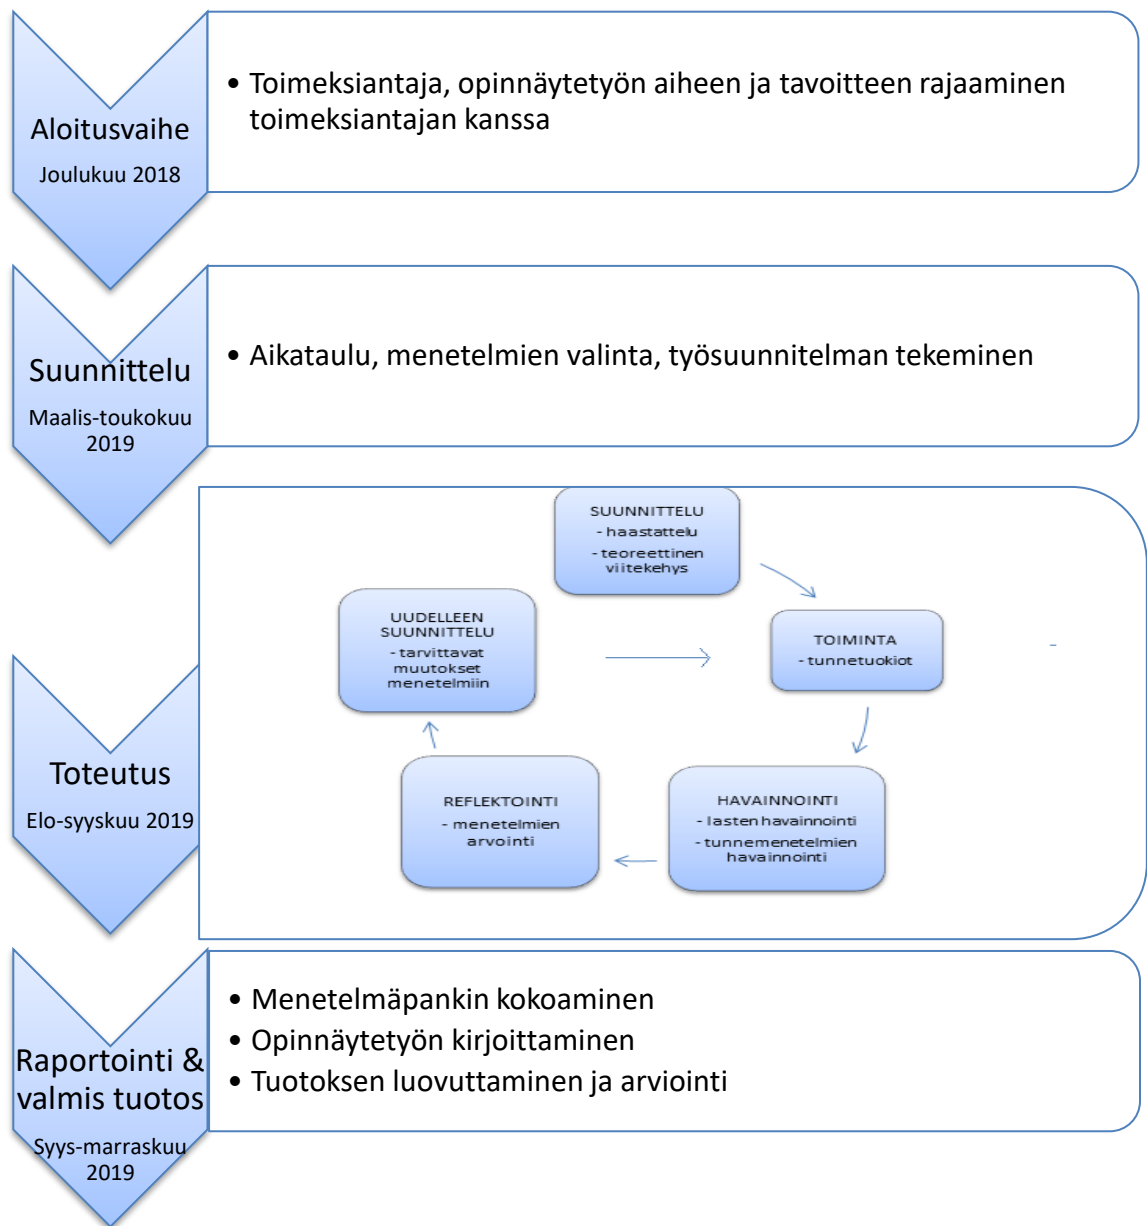 Aloitusvaihe
Joulukuu 2018
• Toimeksiantaja, opinnäytetyön aiheen ja tavoitteen rajaaminen
toimeksiantajan kanssa
Suunnittelu
Maalis-toukokuu
2019
• Aikataulu, menetelmien valinta, työsuunnitelman tekeminen
Toteutus
Elo-syyskuu 2019
SUUNNITTELU
- haastattelu
- teoreettinen
viitekehys
TOIMINTA
- tunnetuokiot
-
HAVAINNOINTI
- lasten havainnointi
- tunnemenetelmien
havainnointi
REFLEKTOINTI
- menetelmien
arvointi
UUDELLEEN
SUUNNITTELU
- tarvittavat
muutokset
menetelmiin
Raportointi &
valmis tuotos
Syys-marraskuu
2019
• Menetelmäpankin kokoaminen
• Opinnäytetyön kirjoittaminen
• Tuotoksen luovuttaminen ja arviointi